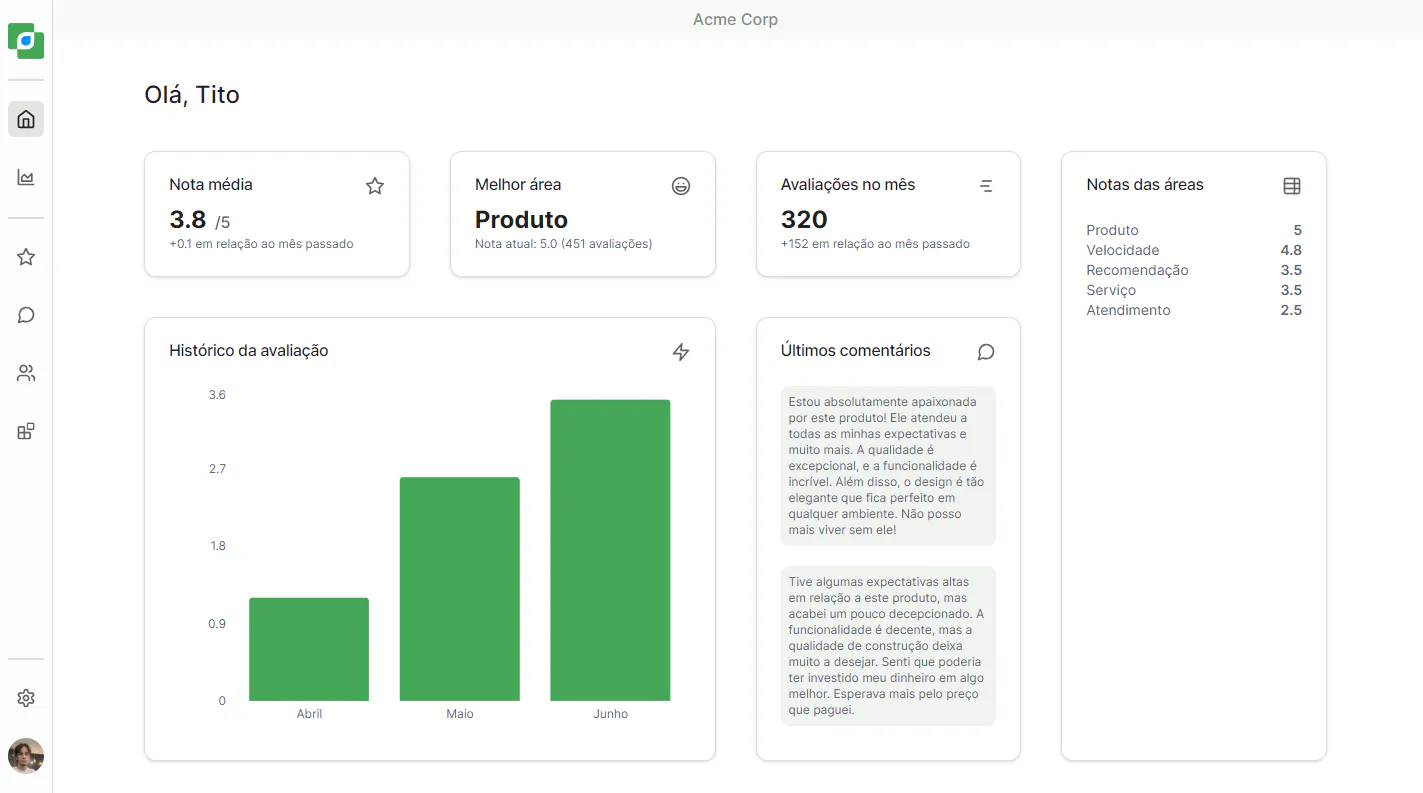 Acme Corp
Olá, Tito
Nota média
3.8 /5
+0.1 em relação ao mês passado
Melhor área
Produto
Nota atual: 5.0 (451 avaliações)
Avaliações no mês
320
+152 em relação ao mês passado
Notas das áreas
Produto 5
Velocidade 4.8
Recomendação 3.5
Serviço 3.5
Atendimento 2.5
Histórico da avaliação
3.6
2.7
1.8
0.9
0
Abril Maio Junho
Últimos comentários
Estou absolutamente apaixonada
por este produto! Ele atendeu a
todas as minhas expectativas e
muito mais. A qualidade é
excepcional, e a funcionalidade é
incrível. Além disso, o design é tão
elegante que fica perfeito em
qualquer ambiente. Não posso
mais viver sem ele!
Tive algumas expectativas altas
em relação a este produto, mas
acabei um pouco decepcionado. A
funcionalidade é decente, mas a
qualidade de construção deixa
muito a desejar. Senti que poderia
ter investido meu dinheiro em algo
melhor. Esperava mais pelo preço
que paguei.